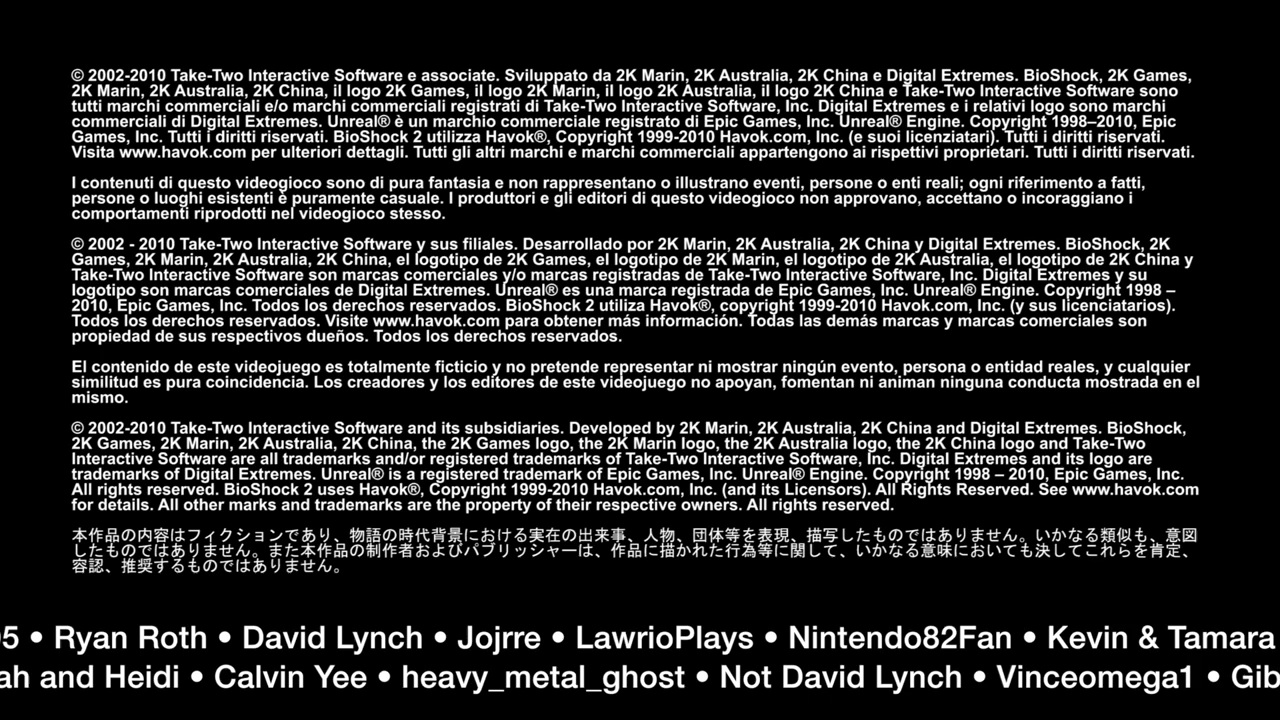 © 2002-2010 Take-Two Interactive Software e associate. Sviluppato da 2K Marin, 2K Australia, 2K China e Digital Extremes. BioShock, 2K Games,
2K Marin, 2K Australia, 2K China, il logo 2K Games, il logo 2K Marin, il logo 2K Australia, il logo 2K China e Take-Two Interactive Software sono
tutti marchi commerciali e/o marchi commerciali registrati di Take-Two Interactive Software, Inc. Digital Extremes e i relativi logo sono marchi
commerciali di Digital Extremes. Unreal® è un marchio commerciale registrato di Epic Games, Inc. Unreal® Engine. Copyright 1998–2010, Epic
Games, Inc. Tutti i diritti riservati. BioShock 2 utilizza Havok®, Copyright 1999-2010 Havok.com, Inc. (e suoi licenziatari). Tutti i diritti riservati.
Visita www.havok.com per ulteriori dettagli. Tutti gli altri marchi e marchi commerciali appartengono ai rispettivi proprietari. Tutti i diritti riservati.
I contenuti di questo videogioco sono di pura fantasia e non rappresentano o illustrano eventi, persone o enti reali; ogni riferimento a fatti,
persone o luoghi esistenti è puramente casuale. I produttori e gli editori di questo videogioco non approvano, accettano o incoraggiano i
comportamenti riprodotti nel videogioco stesso.
© 2002 - 2010 Take-Two Interactive Software y sus filiales. Desarrollado por 2K Marin, 2K Australia, 2K China y Digital Extremes. BioShock, 2K
Games, 2K Marin, 2K Australia, 2K China, el logotipo de 2K Games, el logotipo de 2K Marin, el logotipo de 2K Australia, el logotipo de 2K China y
Take-Two Interactive Software son marcas comerciales y/o marcas registradas de Take-Two Interactive Software, Inc. Digital Extremes y su
logotipo son marcas comerciales de Digital Extremes. Unreal® es una marca registrada de Epic Games, Inc. Unreal® Engine. Copyright 1998 –
2010, Epic Games, Inc. Todos los derechos reservados. BioShock 2 utiliza Havok®, copyright 1999-2010 Havok.com, Inc. (y sus licenciatarios).
Todos los derechos reservados. Visite www.havok.com para obtener más información. Todas las demás marcas y marcas comerciales son
propiedad de sus respectivos dueños. Todos los derechos reservados.
El contenido de este videojuego es totalmente ficticio y no pretende representar ni mostrar ningún evento, persona o entidad reales, y cualquier
similitud es pura coincidencia. Los creadores y los editores de este videojuego no apoyan, fomentan ni animan ninguna conducta mostrada en el
mismo.
© 2002-2010 Take-Two Interactive Software and its subsidiaries. Developed by 2K Marin, 2K Australia, 2K China and Digital Extremes. BioShock,
2K Games, 2K Marin, 2K Australia, 2K China, the 2K Games logo, the 2K Marin logo, the 2K Australia logo, the 2K China logo and Take-Two
Interactive Software are all trademarks and/or registered trademarks of Take-Two Interactive Software, Inc. Digital Extremes and its logo are
trademarks of Digital Extremes. Unreal® is a registered trademark of Epic Games, Inc. Unreal® Engine. Copyright 1998 – 2010, Epic Games, Inc.
All rights reserved. BioShock 2 uses Havok®, Copyright 1999-2010 Havok.com, Inc. (and its Licensors). All Rights Reserved. See www.havok.com
for details. All other marks and trademarks are the property of their respective owners. All rights reserved.
本作品の内容はフィクションであり、物語の時代背景における実在の出来事、人物、団体等を表現、描写したものではありません。いかなる類似も、意図
したものではありません。また本作品の制作者およびパブリッシャーは、作品に描かれた行為等に関して、いかなる意味においても決してこれらを肯定、
容認、推奨するものではありません。
5 • Ryan Roth • David Lynch • Jojrre • LawrioPlays • Nintendo82Fan • Kevin & Tamara
ah and Heidi • Calvin Yee • heavy_metal_ghost • Not David Lynch • Vinceomega1 • Gib